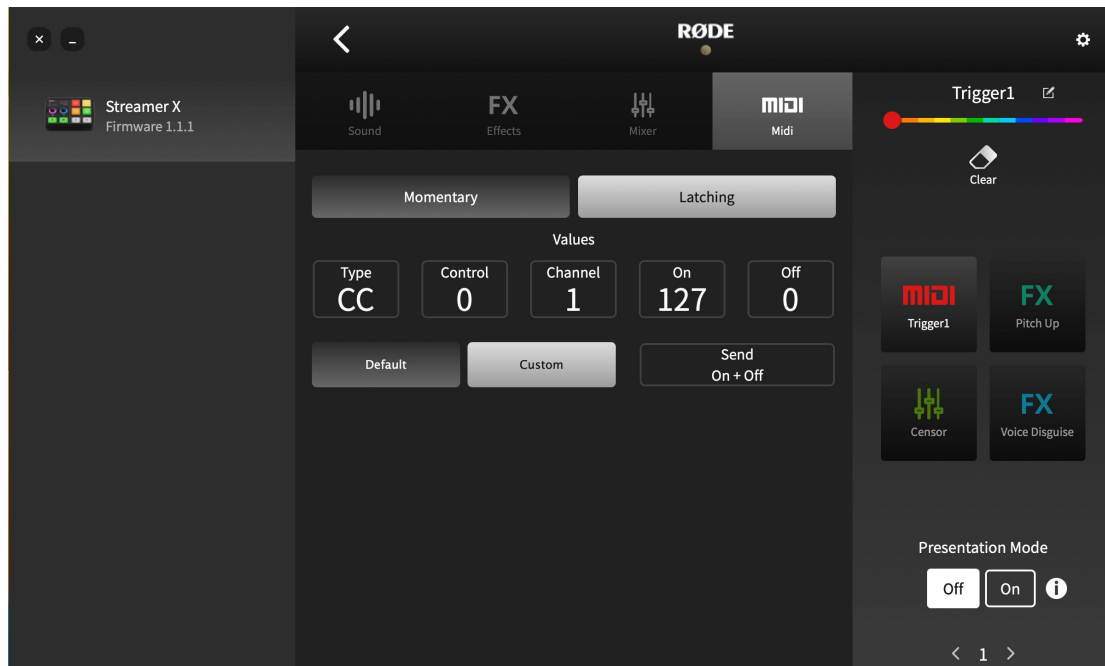 RØDE
Streamer X
Firmware 1.1.1
Sound
FX
Effects
Mixer
MIDI
Midi
Momentary
Latching
Values
Type
CC
Control
0
Channel
1
On
127
Off
0
Default
Custom
Send
On + Off
Trigger1
Clear
MIDI
Trigger1
FX
Pitch Up
Censor
FX
Voice Disguise
Presentation Mode
Off
On
1